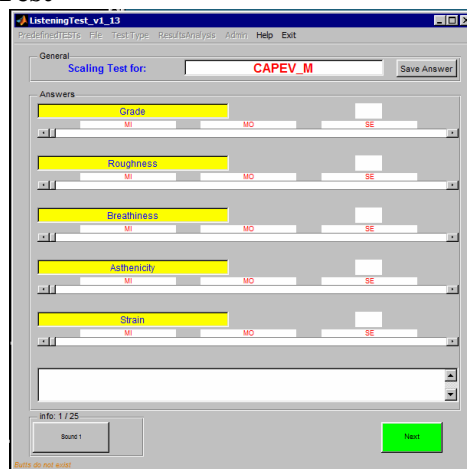 ListeningTest_v1_13
PredefinedTESTs File Test Type ResultsAnalysis Admin Help Exit
General
Scaling Test for: CAPEV_M Save Answer
Answers
Grade
MI MO SE
Roughness
MI MO SE
Breathiness
MI MO SE
Asthenicity
MI MO SE
Strain
MI MO SE
info: 1 / 25
Sound 1 Next